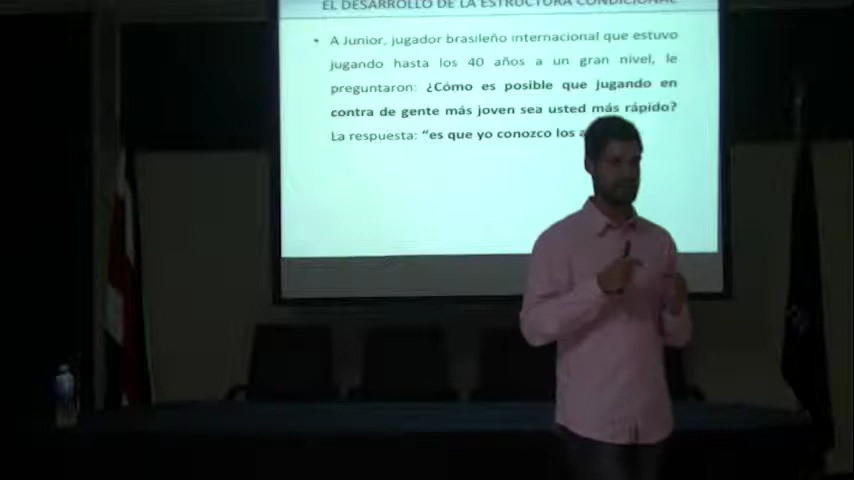 EL DESARROLLO DE LA ESTRUCTURA CONDICIONAL
• A Junior, jugador brasileño internacional que estuvo
jugando hasta los 40 años a un gran nivel, le
preguntaron: ¿Cómo es posible que jugando en
contra de gente más joven sea usted más rápido?
La respuesta: “es que yo conozco los